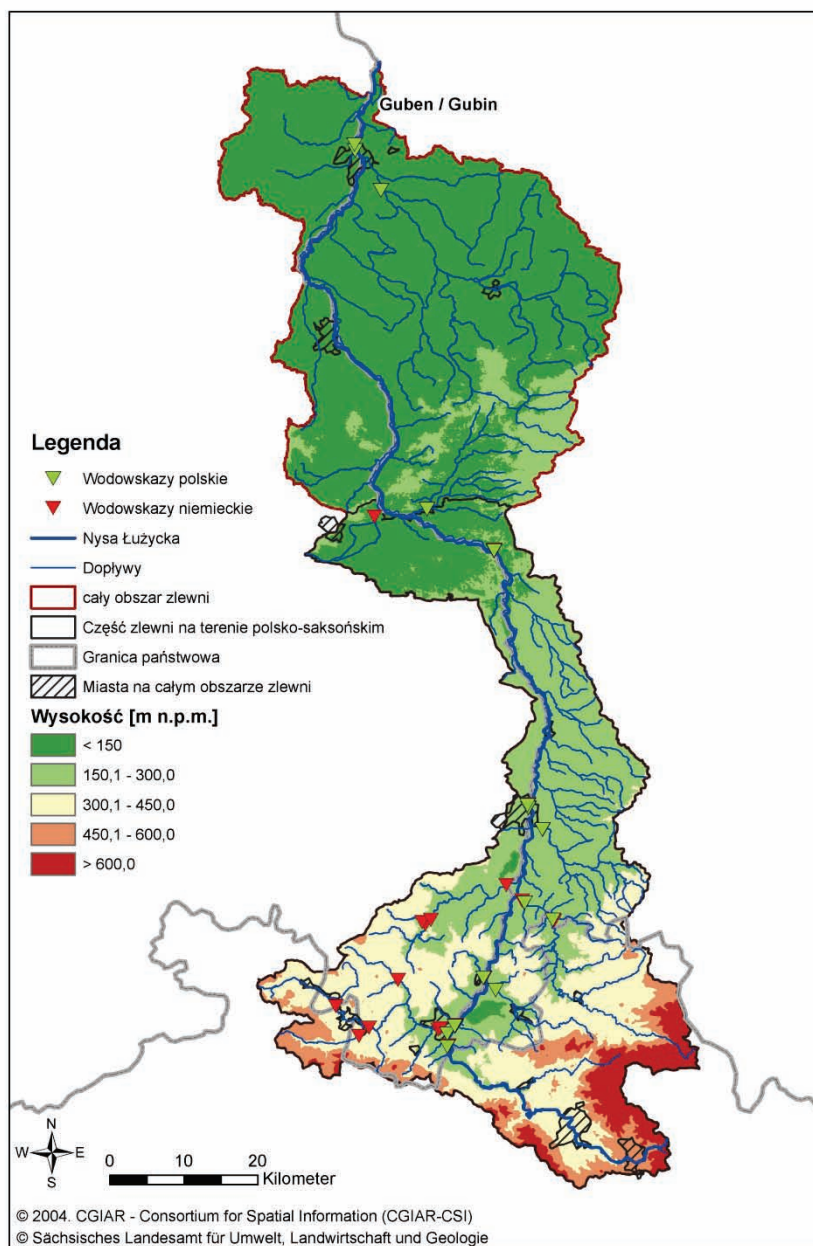 Guben / Gubin
Legenda
Wodowskazy polskie
Wodowskazy niemieckie
Nysa Łużycka
Dopływy
cały obszar zlewni
Część zlewni na terenie polsko-saksońskim
Granica państwowa
Miasta na całym obszarze zlewni
Wysokość [m n.p.m.]
< 150
150,1 - 300,0
300,1 - 450,0
450,1 - 600,0
> 600,0
N
W E
S
0 10 20
Kilometer
© 2004. CGIAR - Consortium for Spatial Information (CGIAR-CSI)
© Sächsisches Landesamt für Umwelt, Landwirtschaft und Geologie